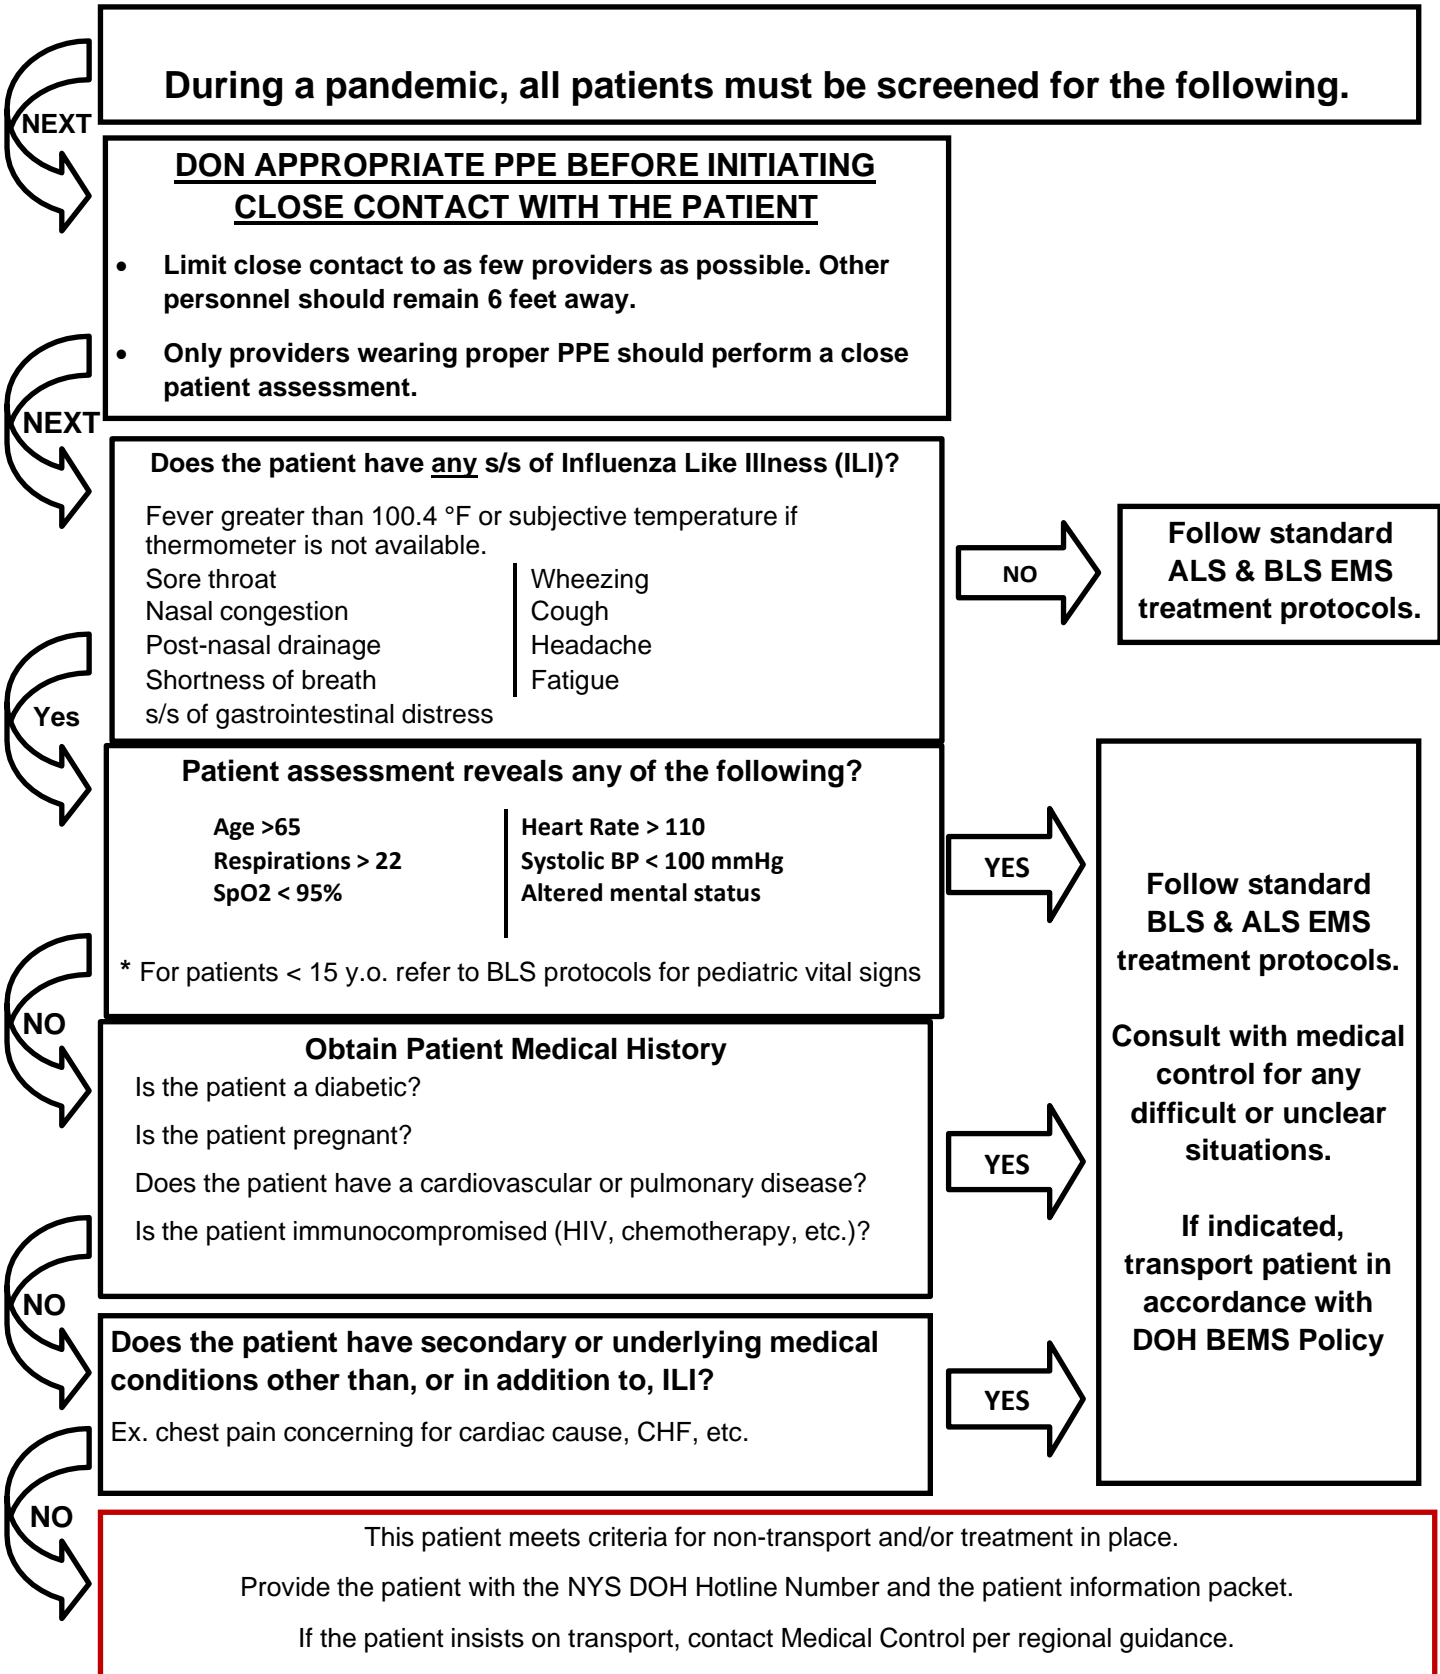 During a pandemic, all patients must be screened for the following.
NEXT
DON APPROPRIATE PPE BEFORE INITIATING
CLOSE CONTACT WITH THE PATIENT
• Limit close contact to as few providers as possible. Other
personnel should remain 6 feet away.
• Only providers wearing proper PPE should perform a close
patient assessment.
NEXT
Does the patient have any s/s of Influenza Like Illness (ILI)?
Fever greater than 100.4 °F or subjective temperature if
thermometer is not available.
Sore throat
Nasal congestion
Post-nasal drainage
Shortness of breath
s/s of gastrointestinal distress
Wheezing
Cough
Headache
Fatigue
NO
Follow standard
ALS & BLS EMS
treatment protocols.
Yes
Patient assessment reveals any of the following?
Age >65
Respirations > 22
SpO2 < 95%
Heart Rate > 110
Systolic BP < 100 mmHg
Altered mental status
* For patients < 15 y.o. refer to BLS protocols for pediatric vital signs
YES
NO
Obtain Patient Medical History
Is the patient a diabetic?
Is the patient pregnant?
Does the patient have a cardiovascular or pulmonary disease?
Is the patient immunocompromised (HIV, chemotherapy, etc.)?
YES
NO
Does the patient have secondary or underlying medical
conditions other than, or in addition to, ILI?
Ex. chest pain concerning for cardiac cause, CHF, etc.
YES
Follow standard
BLS & ALS EMS
treatment protocols.
Consult with medical
control for any
difficult or unclear
situations.
If indicated,
transport patient in
accordance with
DOH BEMS Policy
NO
This patient meets criteria for non-transport and/or treatment in place.
Provide the patient with the NYS DOH Hotline Number and the patient information packet.
If the patient insists on transport, contact Medical Control per regional guidance.